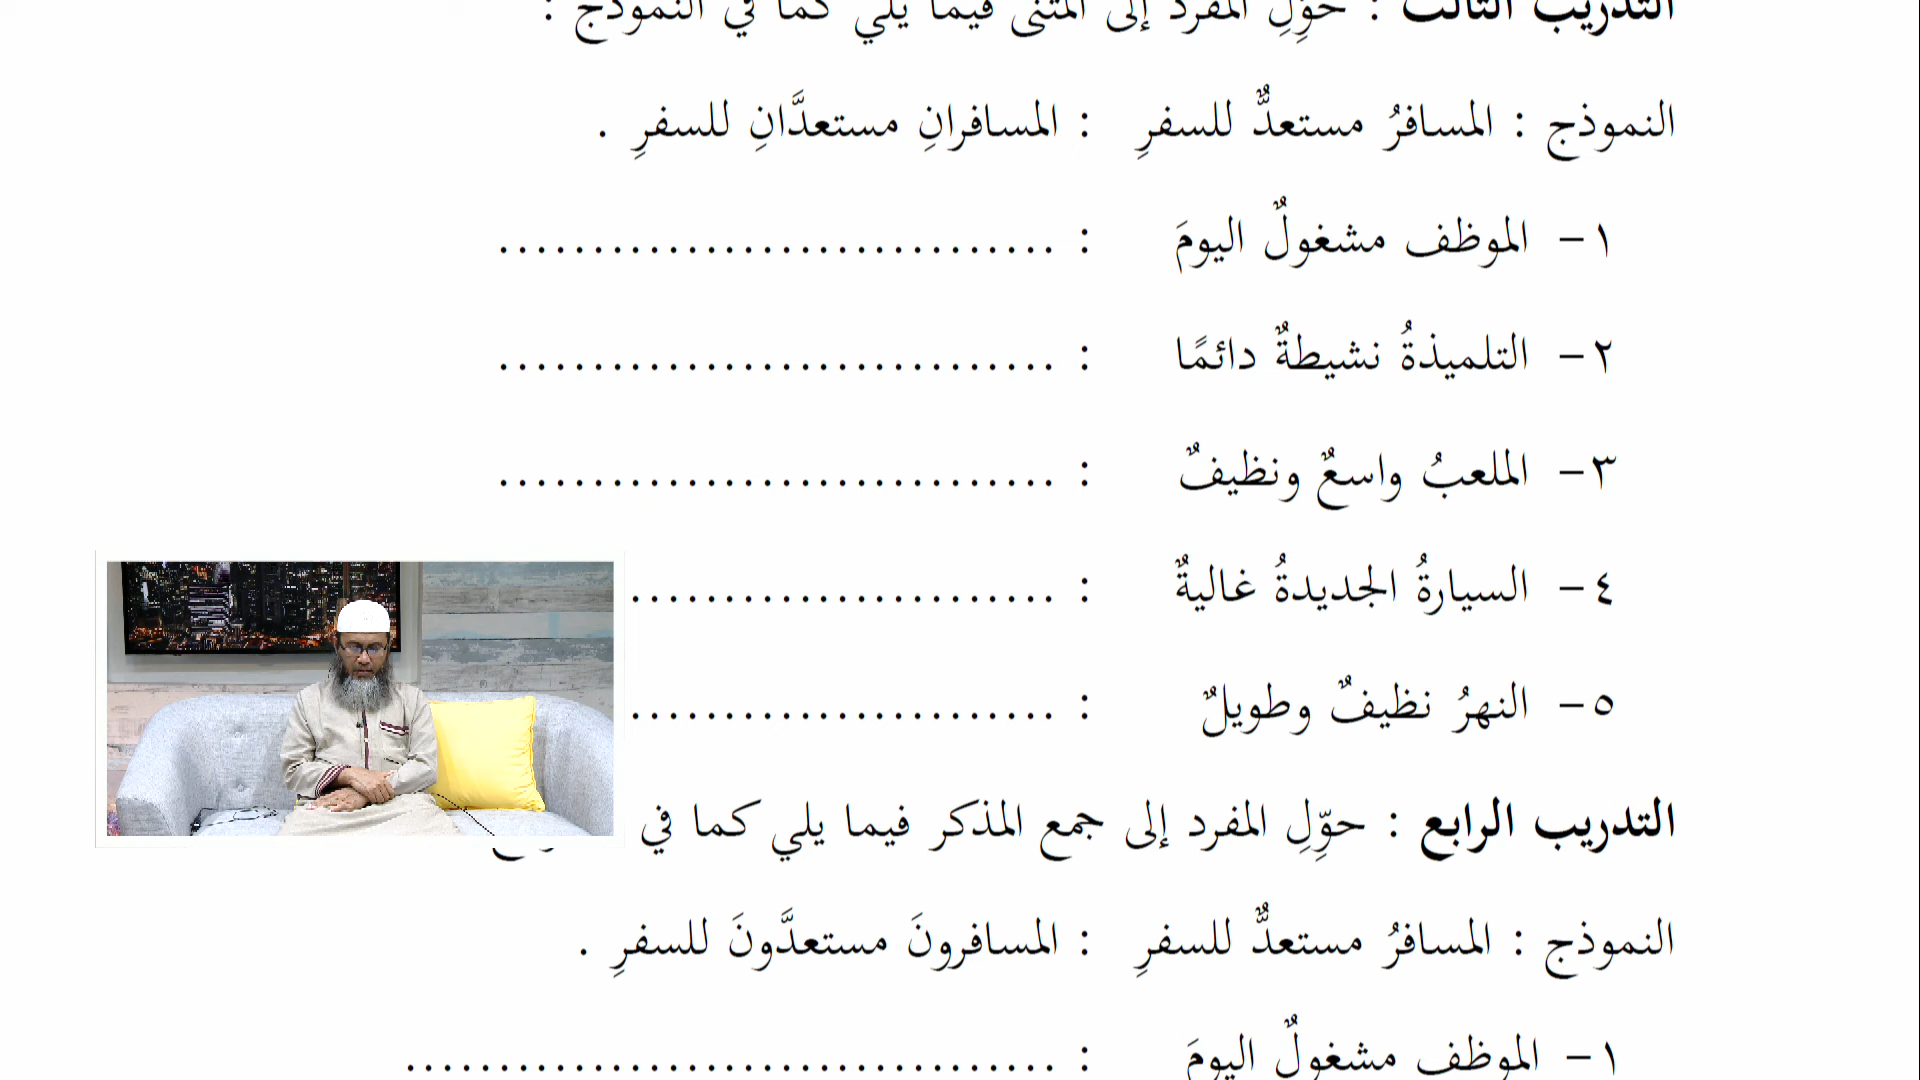 التدريب الثالث : حوِّلِ المفرد إلى المثنى فيما يلي كما في النموذج :
النموذج : المسافرُ مستعدٌّ للسفرِ : المسافرانِ مستعدَّانِ للسفرِ .
١- الموظف مشغولٌ اليومَ : ..............................
٢- التلميذةُ نشيطةٌ دائمًا : ..............................
٣- الملعبُ واسعٌ ونظيفٌ : ..............................
٤- السيارةُ الجديدةُ غاليةٌ : .......................
٥- النهرُ نظيفٌ وطويلٌ : .......................
التدريب الرابع : حوِّلِ المفرد إلى جمع المذكر فيما يلي كما في
النموذج : المسافرُ مستعدٌّ للسفرِ : المسافرونَ مستعدَّونَ للسفرِ .
١- الموظف مشغولٌ اليومَ : ...................................